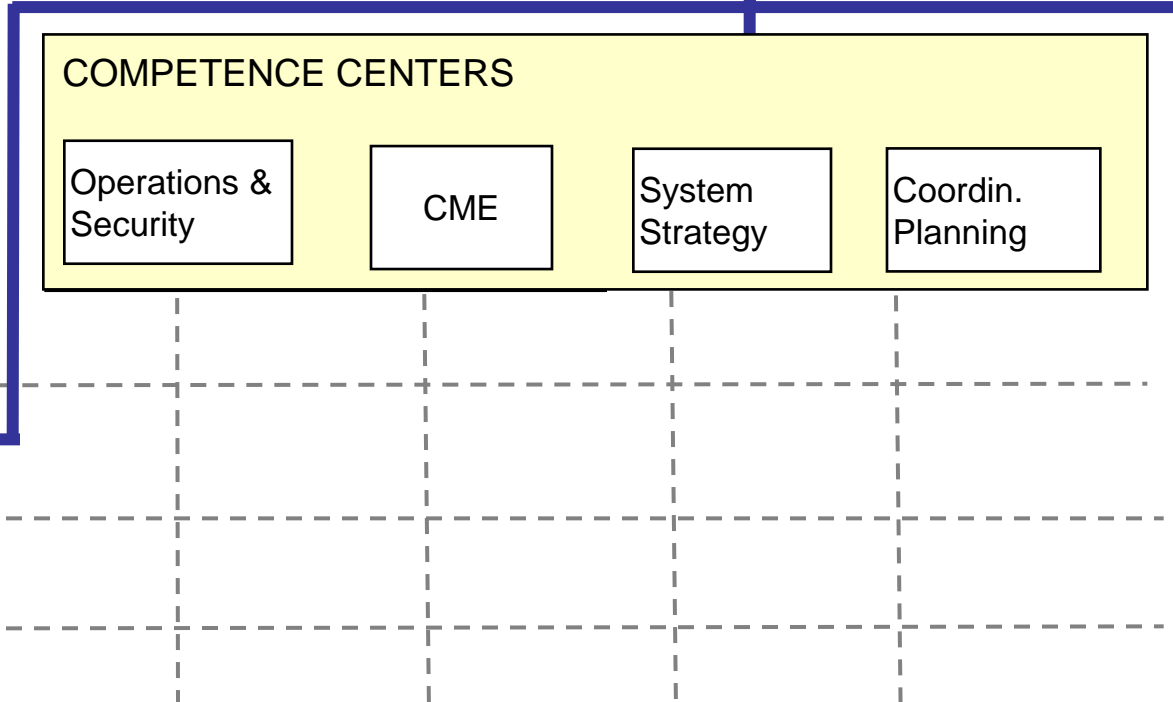 COMPETENCE CENTERS
Operations &
Security
CME
System
Strategy
Coordin.
Planning